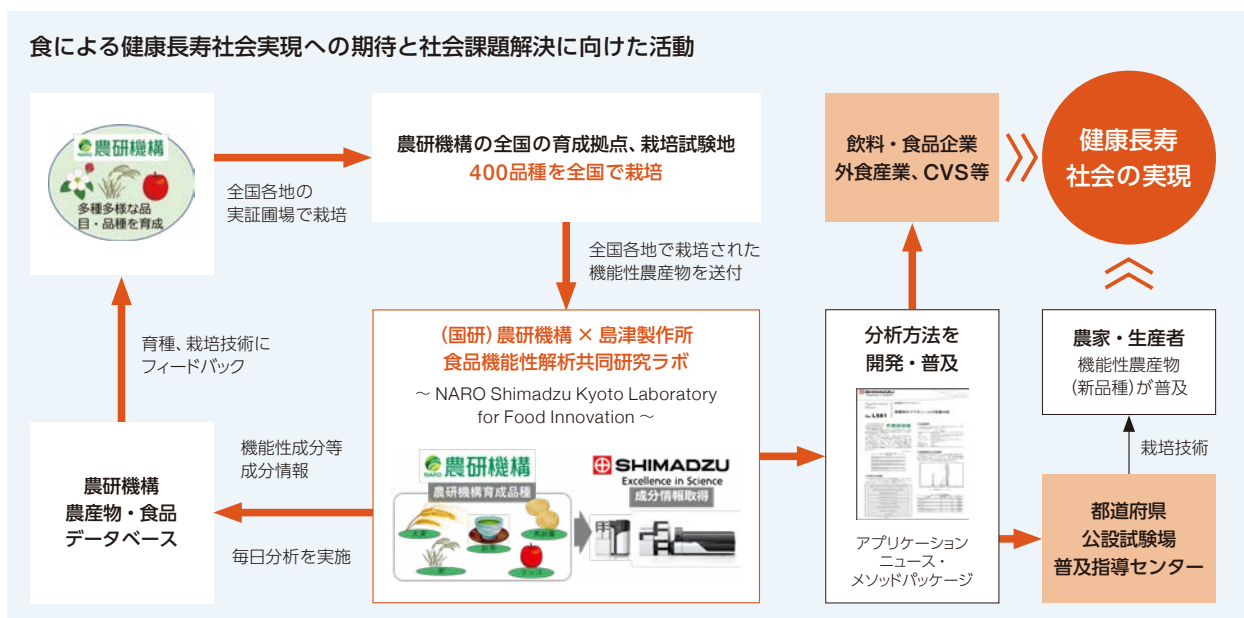 食による健康長寿社会実現への期待と社会課題解決に向けた活動
NARO 農研機構
多種多様な品
目・品種を育成
全国各地の
実証圃場で栽培
農研機構の全国の育成拠点、栽培試験地
400品種を全国で栽培
全国各地で栽培された
機能性農産物を送付
飲料・食品企業
外食産業、CVS等
健康長寿
社会の実現
育種、栽培技術に
フィードバック
(国研)農研機構 × 島津製作所
食品機能性解析共同研究ラボ
～ NARO Shimadzu Kyoto Laboratory
for Food Innovation ～
農研機構
農研機構育成品種
大麦
お茶
米
リンゴ
SHIMADZU
Excellence in Science
成分情報取得
機能性成分等
成分情報
毎日分析を実施
農研機構
農産物・食品
データベース
分析方法を
開発・普及
SHIMADZU
アプリケーション
ニュース・
メソッドパッケージ
農家・生産者
機能性農産物
(新品種)が普及
栽培技術
都道府県
公設試験場
普及指導センター